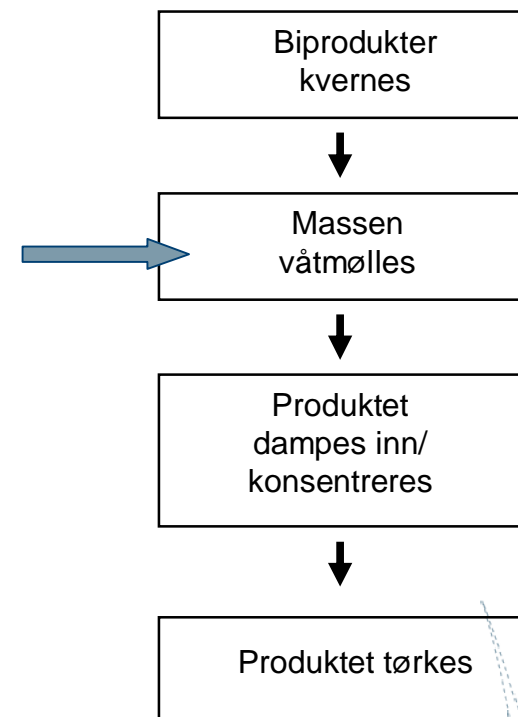 Biprodukter
kvernes
Massen
våtmølles
Produktet
dampes inn/
konsentreres
Produktet tørkes